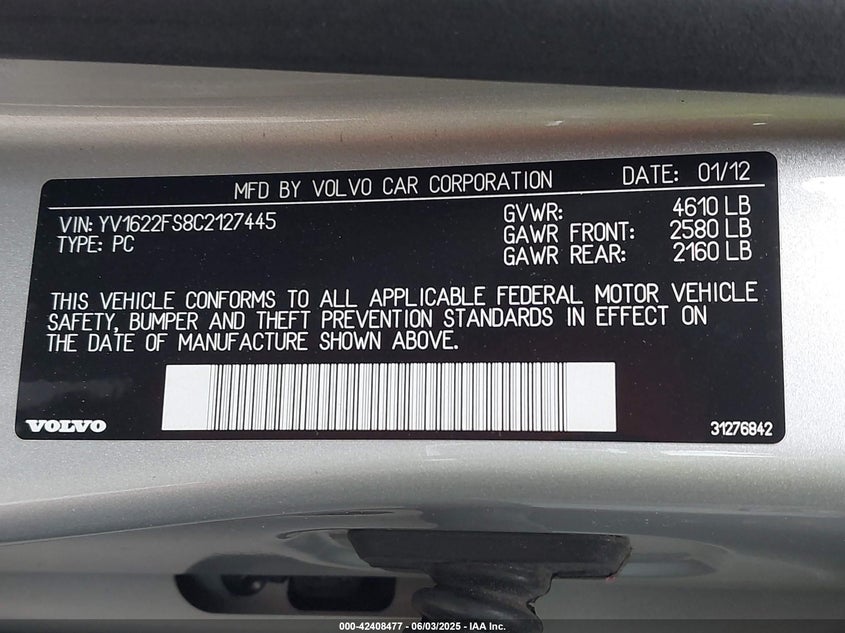 MFD BY VOLVO CAR CORPORATION DATE: 01/12
VIN: YV1622FS8C2127445
TYPE: PC
GVWR: 4610 LB
GAWR FRONT: 2580 LB
GAWR REAR: 2160 LB
THIS VEHICLE CONFORMS TO ALL APPLICABLE FEDERAL MOTOR VEHICLE
SAFETY, BUMPER AND THEFT PREVENTION STANDARDS IN EFFECT ON
THE DATE OF MANUFACTURE SHOWN ABOVE.
VOLVO
31276842
000-42408477 - 06/03/2025 - IAA Inc.